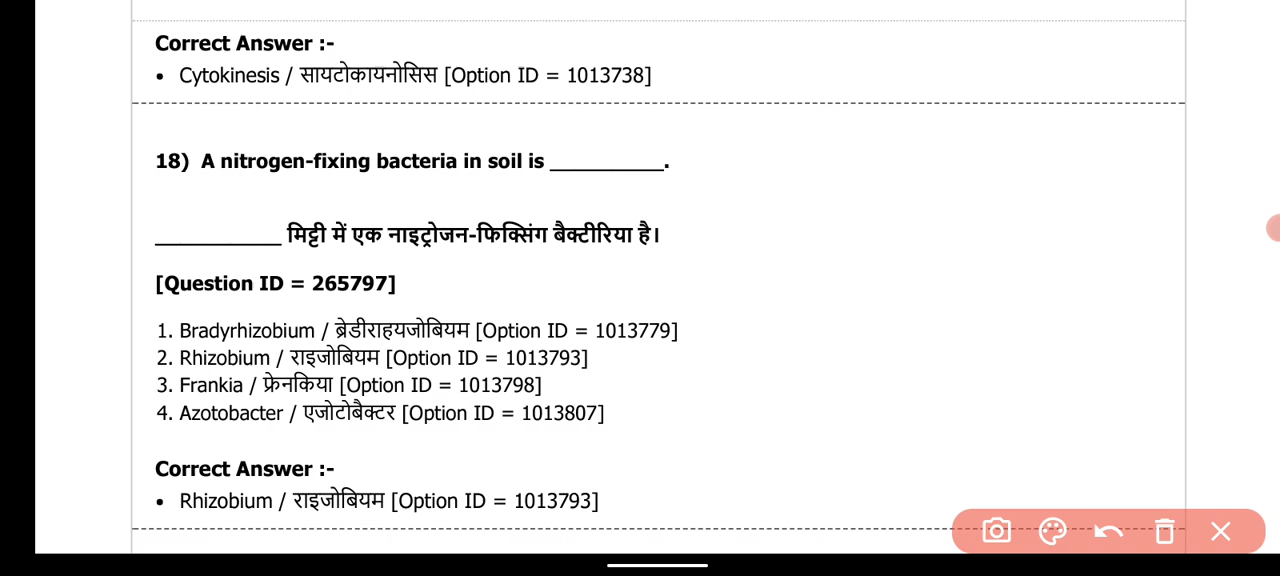 Correct Answer :-
• Cytokinesis / सायटोकायनोसिस [Option ID = 1013738]
18) A nitrogen-fixing bacteria in soil is __________.
___________ मिट्टी में एक नाइट्रोजन-फिक्सिंग बैक्टीरिया है।
[Question ID = 265797]
1. Bradyrhizobium / ब्रेडीराहयजोबियम [Option ID = 1013779]
2. Rhizobium / राइजोबियम [Option ID = 1013793]
3. Frankia / फ्रेनकिया [Option ID = 1013798]
4. Azotobacter / एजोटोबैक्टर [Option ID = 1013807]
Correct Answer :-
• Rhizobium / राइजोबियम [Option ID = 1013793]